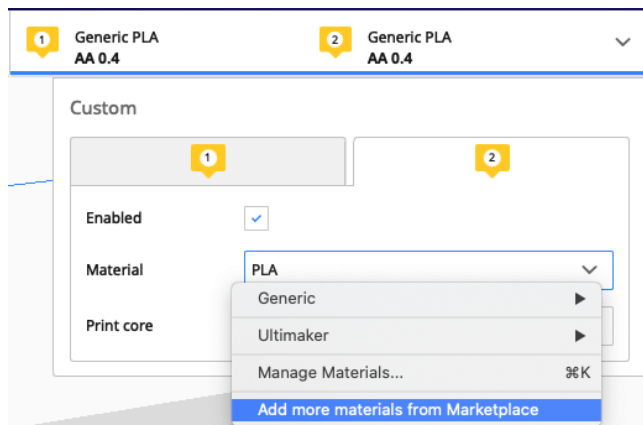 1 Generic PLA 2 Generic PLA
AA 0.4 AA 0.4
Custom
1 2
Enabled
Material PLA
Generic
Print core
Ultimaker
Manage Materials... ⌘K
Add more materials from Marketplace